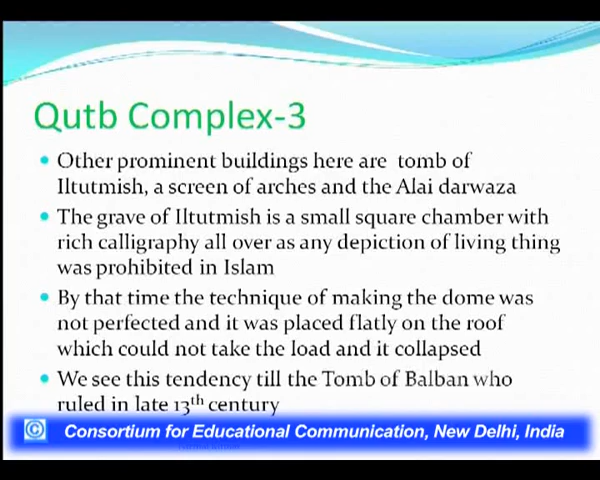 Qutb Complex-3
• Other prominent buildings here are tomb of
Iltutmish, a screen of arches and the Alai darwaza
• The grave of Iltutmish is a small square chamber with
rich calligraphy all over as any depiction of living thing
was prohibited in Islam
• By that time the technique of making the dome was
not perfected and it was placed flatly on the roof
which could not take the load and it collapsed
• We see this tendency till the Tomb of Balban who
ruled in late 13th century
© Consortium for Educational Communication, New Delhi, India